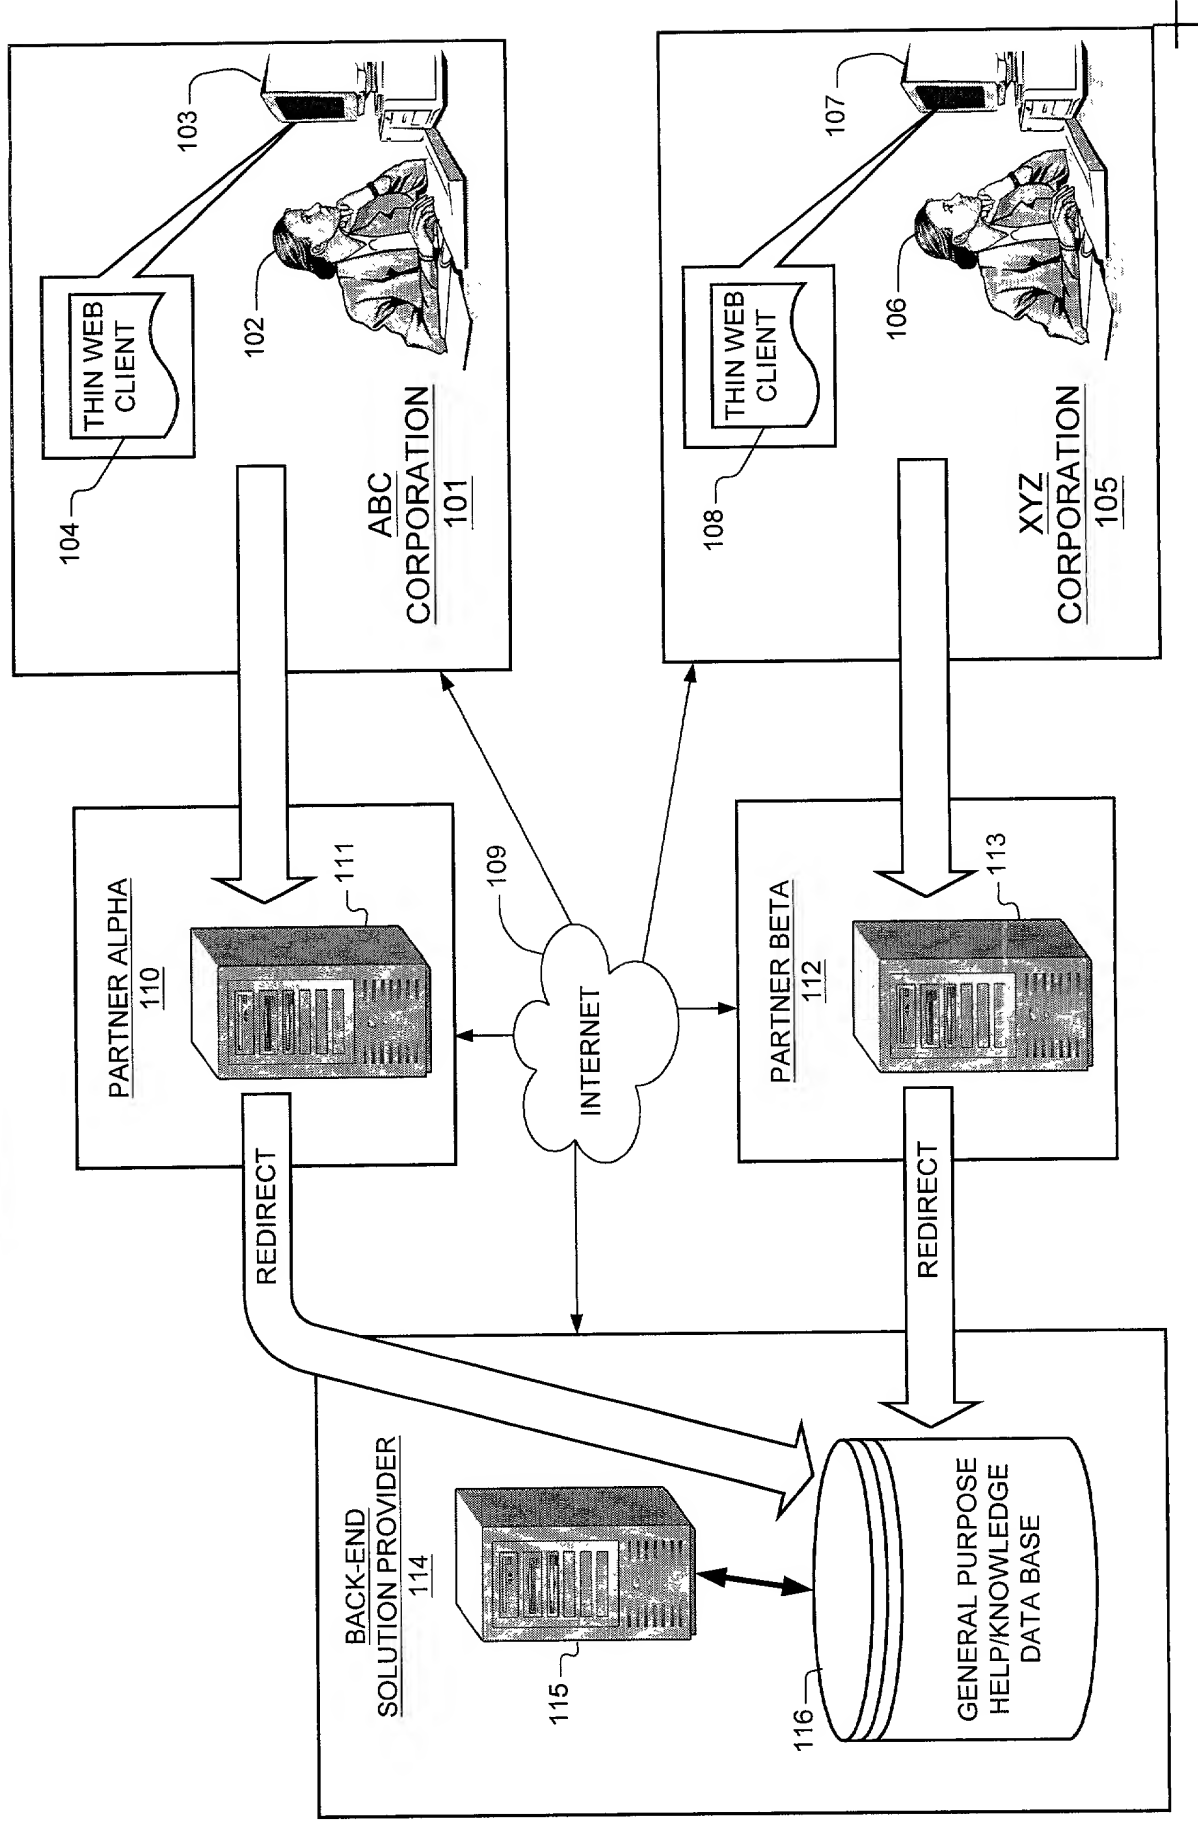 BACK-END
SOLUTION PROVIDER
114
115
116
GENERAL PURPOSE
HELP/KNOWLEDGE
DATA BASE
REDIRECT
REDIRECT
PARTNER ALPHA
110
111
INTERNET
109
PARTNER BETA
112
113
104
THIN WEB
CLIENT
103
102
ABC
CORPORATION
101
108
THIN WEB
CLIENT
107
106
XYZ
CORPORATION
105